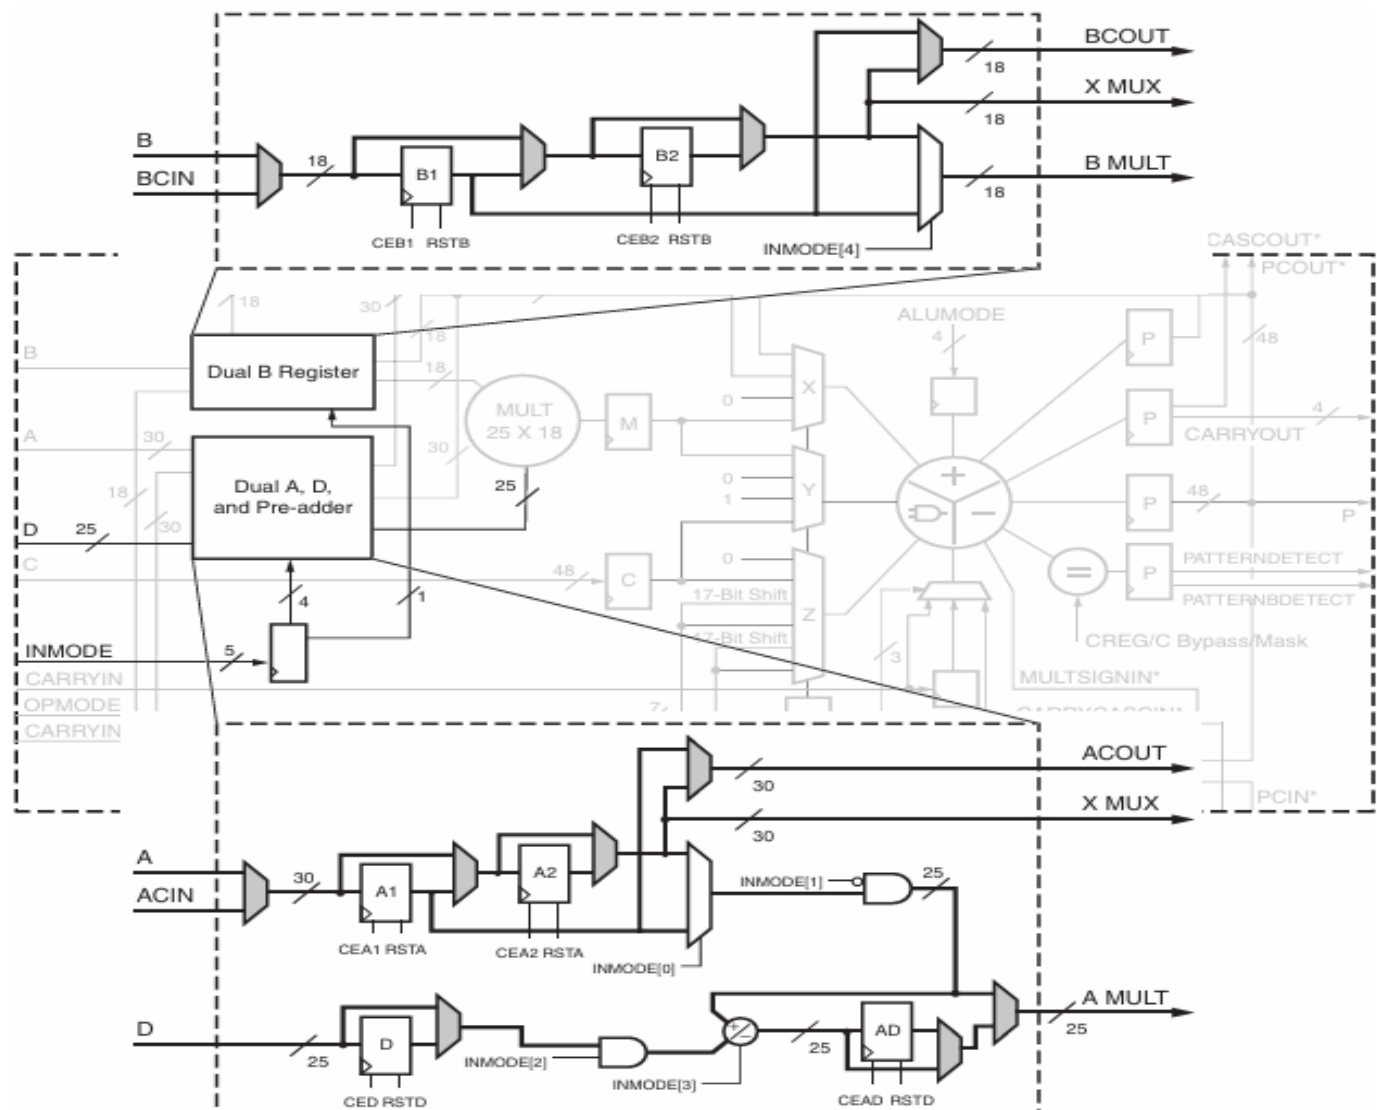 BCOUT
18
X MUX
18
B
BCIN
18
B1
B2
B MULT
18
CEB1 RSTB
CEB2 RSTB
INMODE[4]
CASCOUT*
PCOUT*
18
30
18
ALUMODE
4
P
48
B
Dual B Register
18
MULT
25 X 18
M
X
0
P
4
CARRYOUT
A
30
30
Dual A, D,
and Pre-adder
25
0
1
Y
18
30
D
25
48
P
P
C
48
C
0
17-Bit Shift
Z
17-Bit Shift
P
PATTERNDETECT
PATTERNBDETECT
4
1
CREG/C Bypass/Mask
INMODE
5
3
CARRYIN
OPMODE
CARRYIN
7
MULTSIGNIN*
CARRYCASCIN*
PCIN*
ACOUT
30
X MUX
30
A
ACIN
30
A1
A2
INMODE[1]
25
CEA1 RSTA
CEA2 RSTA
INMODE[0]
A MULT
25
D
25
D
INMODE[2]
INMODE[3]
25
AD
CED RSTD
CEAD RSTD